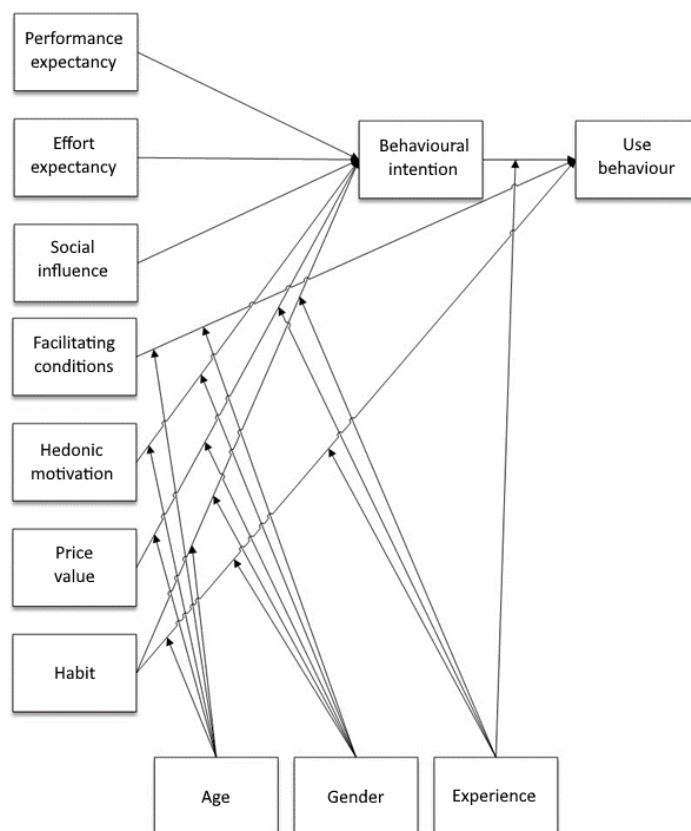 Performance
expectancy
Effort
expectancy
Social
influence
Facilitating
conditions
Hedonic
motivation
Price
value
Habit
Behavioural
intention
Use
behaviour
Age
Gender
Experience